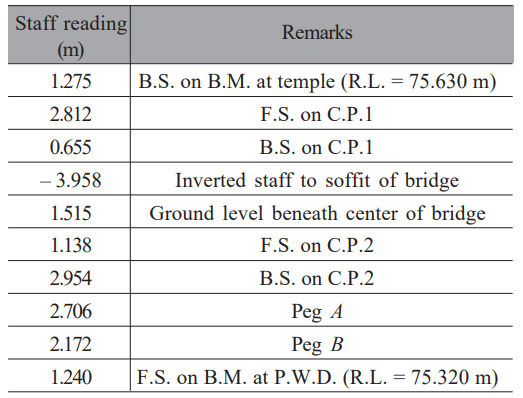 Staff reading (m) Remarks
1.275 B.S. on B.M. at temple (R.L. = 75.630 m)
2.812 F.S. on C.P.1
0.655 B.S. on C.P.1
– 3.958 Inverted staff to soffit of bridge
1.515 Ground level beneath center of bridge
1.138 F.S. on C.P.2
2.954 B.S. on C.P.2
2.706 Peg A
2.172 Peg B
1.240 F.S. on B.M. at P.W.D. (R.L. = 75.320 m)